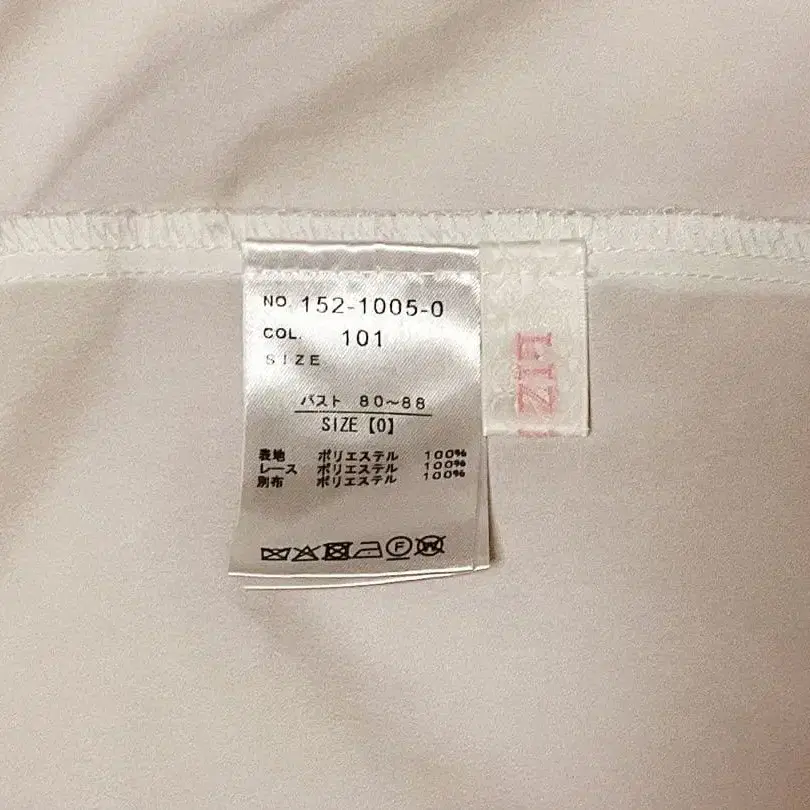 NO. 152-1005-0
COL. 101
SIZE
バスト 80~88
SIZE【0】
表地 ポリエステル 100%
レース ポリエステル 100%
別布 ポリエステル 100%
F
W